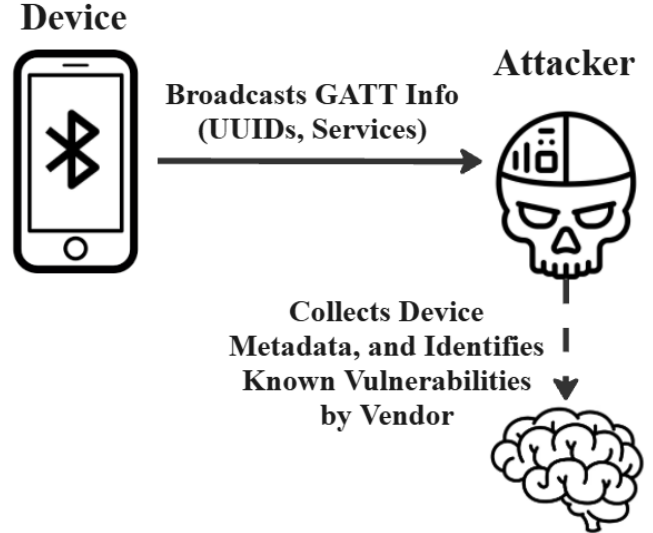 Device
Attacker
Broadcasts GATT Info
(UUIDs, Services)
Collects Device
Metadata, and Identifies
Known Vulnerabilities
by Vendor